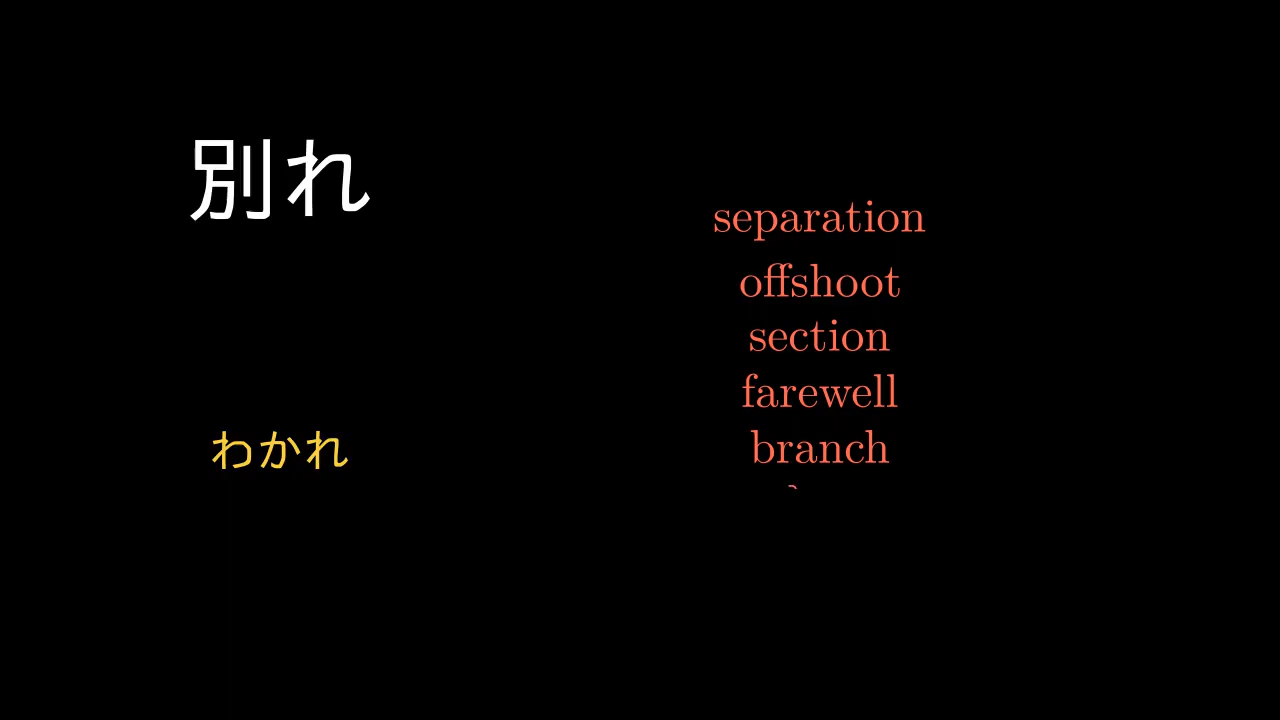 別れ
わかれ
separation
offshoot
section
farewell
branch